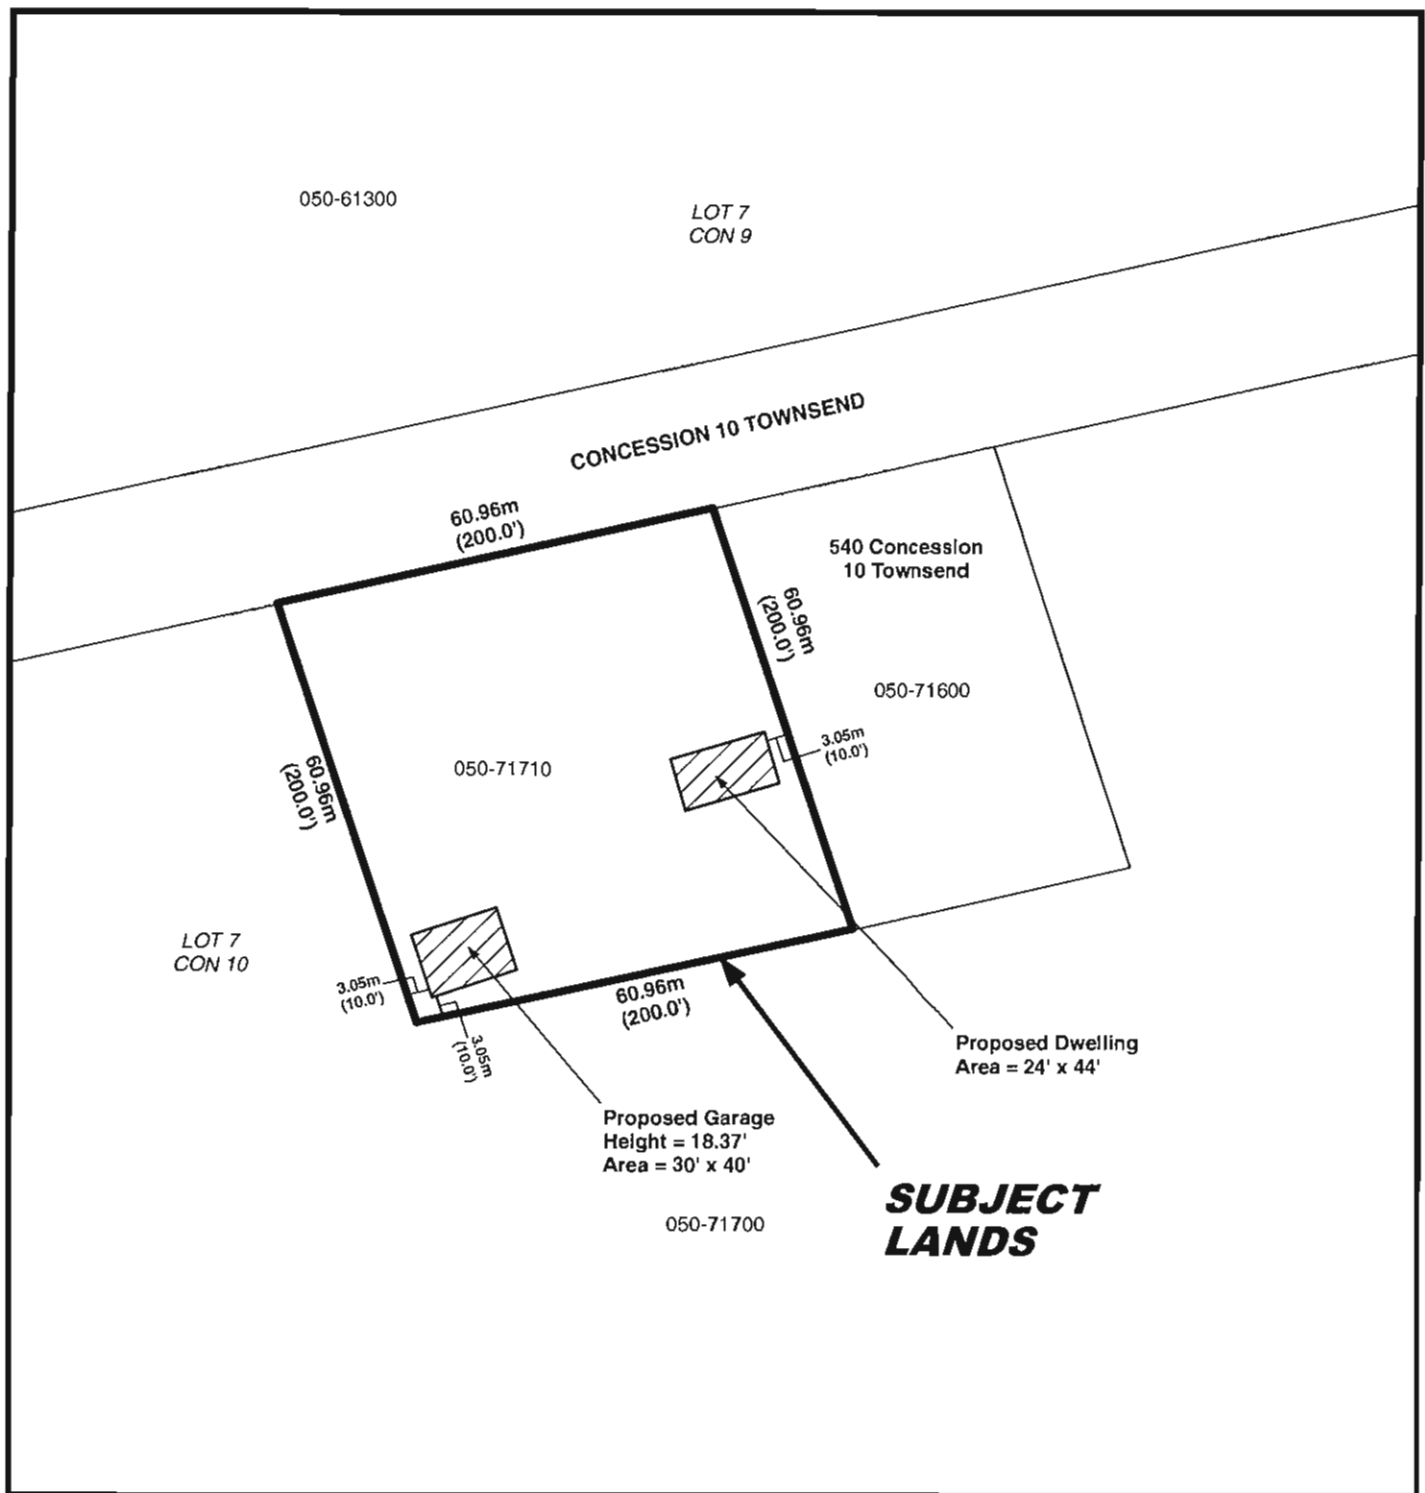 050-61300
LOT 7
CON 9
CONCESSION 10 TOWNSEND
60.96m
(200.0')
540 Concession
10 Townsend
60.96m
(200.0')
050-71600
3.05m
(10.0')
050-71710
60.96m
(200.0')
LOT 7
CON 10
3.05m
(10.0')
3.05m
(10.0')
60.96m
(200.0')
Proposed Dwelling
Area = 24' x 44'
Proposed Garage
Height = 18.37'
Area = 30' x 40'
SUBJECT
LANDS
050-71700